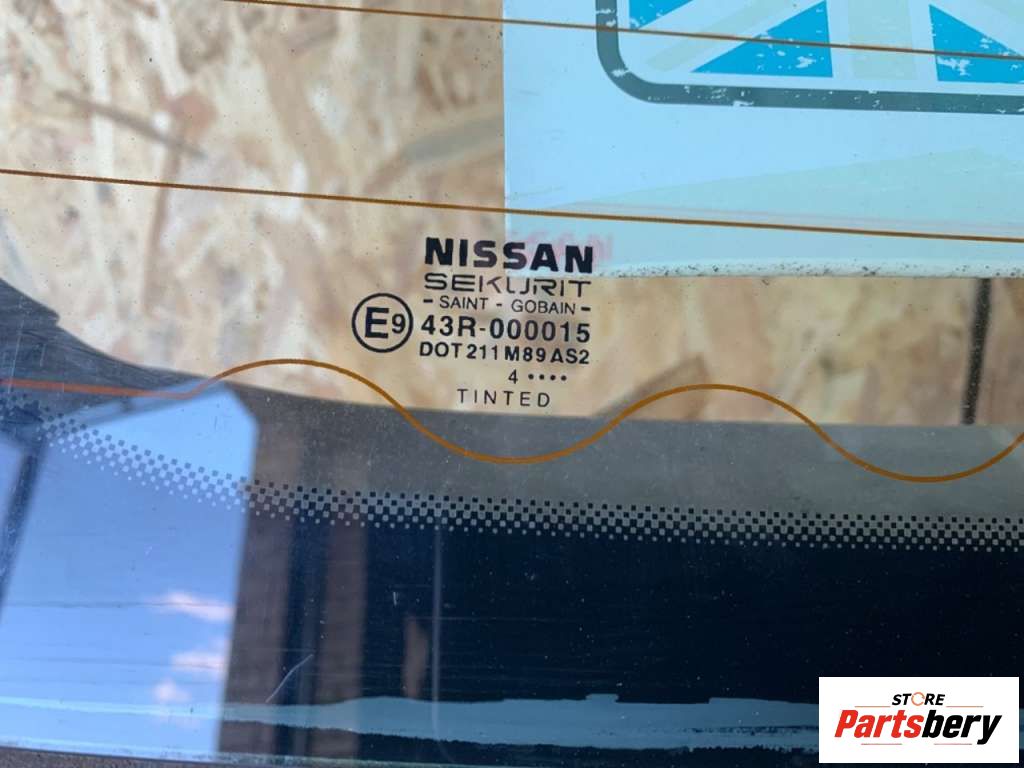 NISSAN
SEKURIT
- SAINT - GOBAIN -
E9 43R-000015
DOT 211 M89 AS2
4 ••••
TINTED
STORE
Partsbery